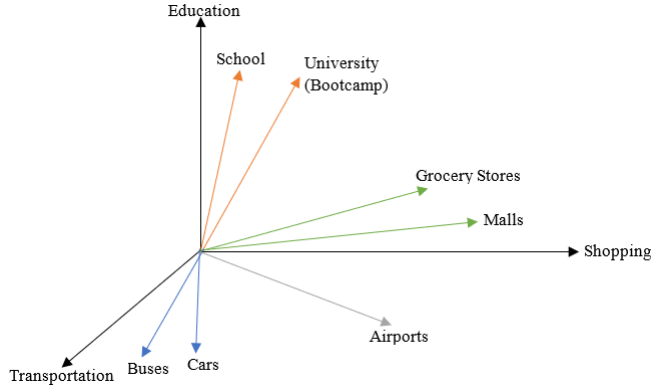 Education
School
University
(Bootcamp)
Grocery Stores
Malls
Shopping
Airports
Cars
Buses
Transportation